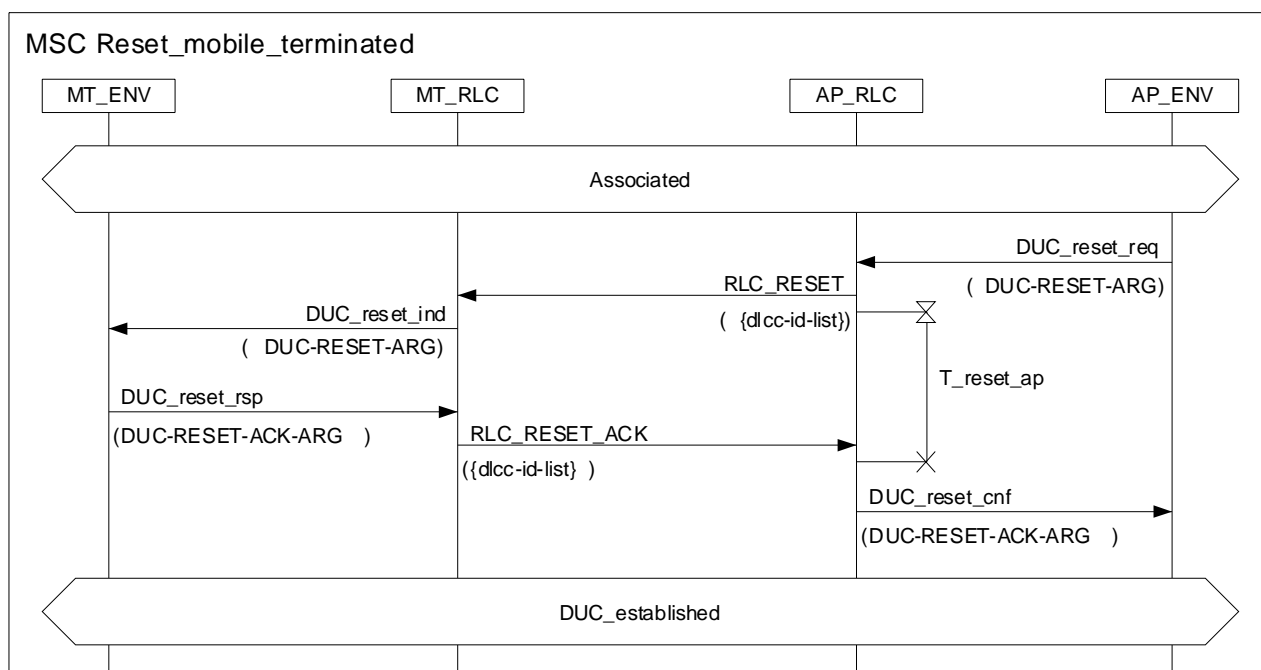 MSC Reset_mobile_terminated
MT_ENV
MT_RLC
AP_RLC
AP_ENV
Associated
DUC_reset_req
( DUC-RESET-ARG)
RLC_RESET
( {dlcc-id-list})
DUC_reset_ind
( DUC-RESET-ARG)
T_reset_ap
DUC_reset_rsp
(DUC-RESET-ACK-ARG )
RLC_RESET_ACK
({dlcc-id-list} )
DUC_reset_cnf
(DUC-RESET-ACK-ARG )
DUC_established